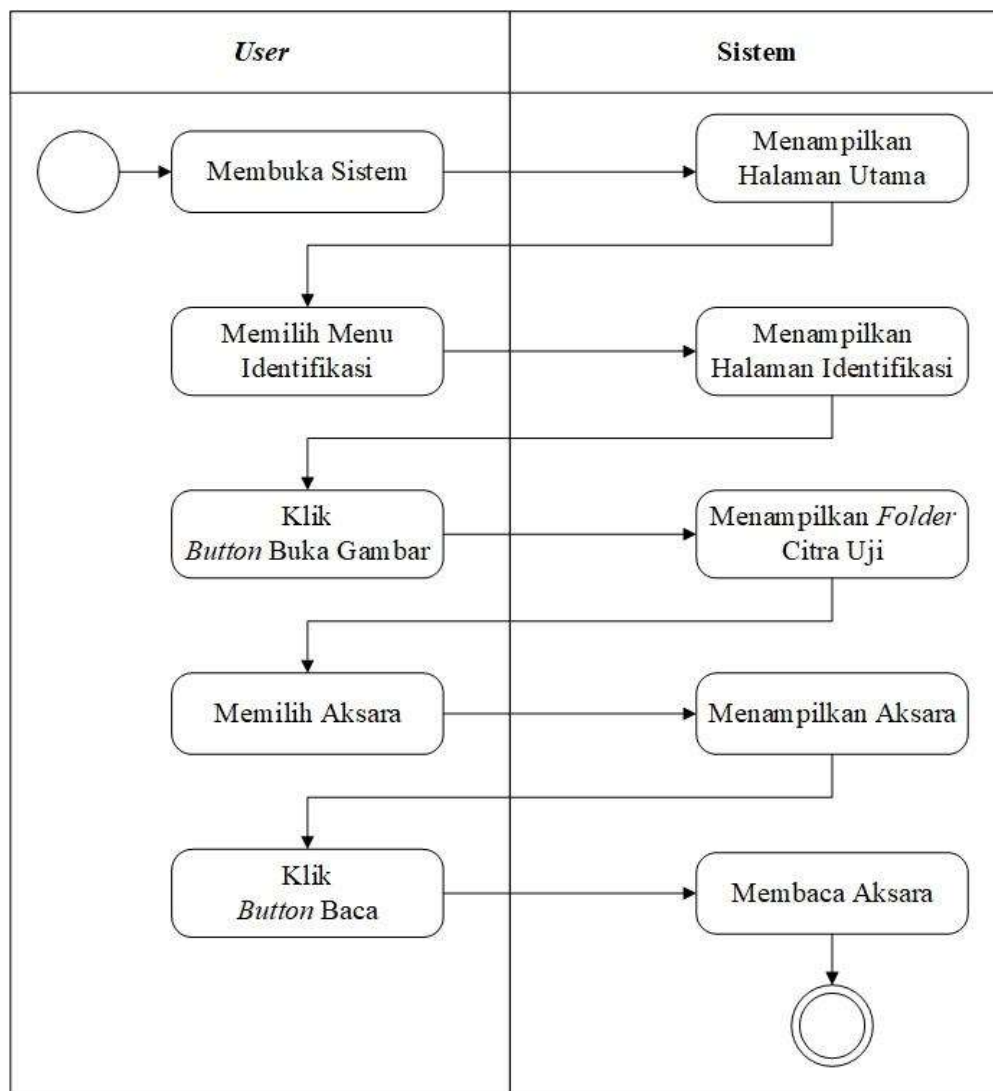 User
Sistem
Membuka Sistem
Menampilkan
Halaman Utama
Memilih Menu
Identifikasi
Menampilkan
Halaman Identifikasi
Klik
Button Buka Gambar
Menampilkan Folder
Citra Uji
Memilih Aksara
Menampilkan Aksara
Klik
Button Baca
Membaca Aksara